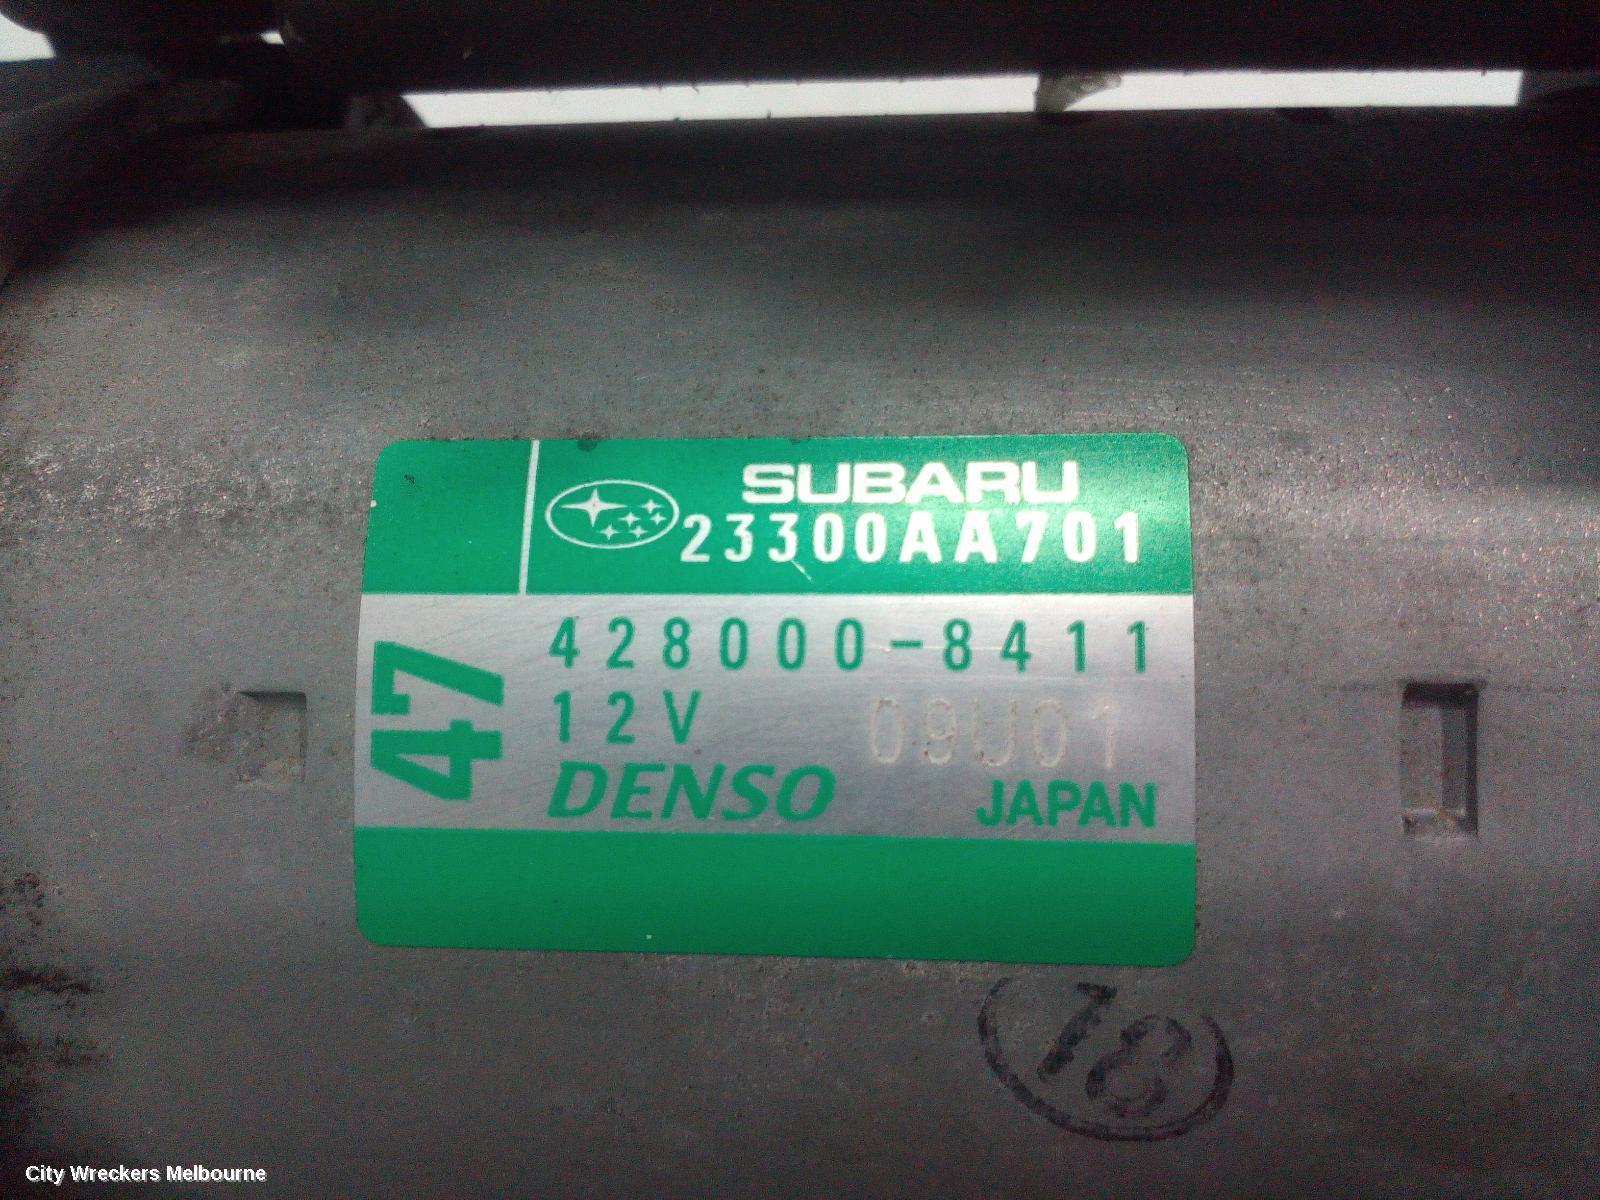 SUBARU
23300AA701
47
428000-8411
12V
09U01
DENSO
JAPAN
18
City Wreckers Melbourne